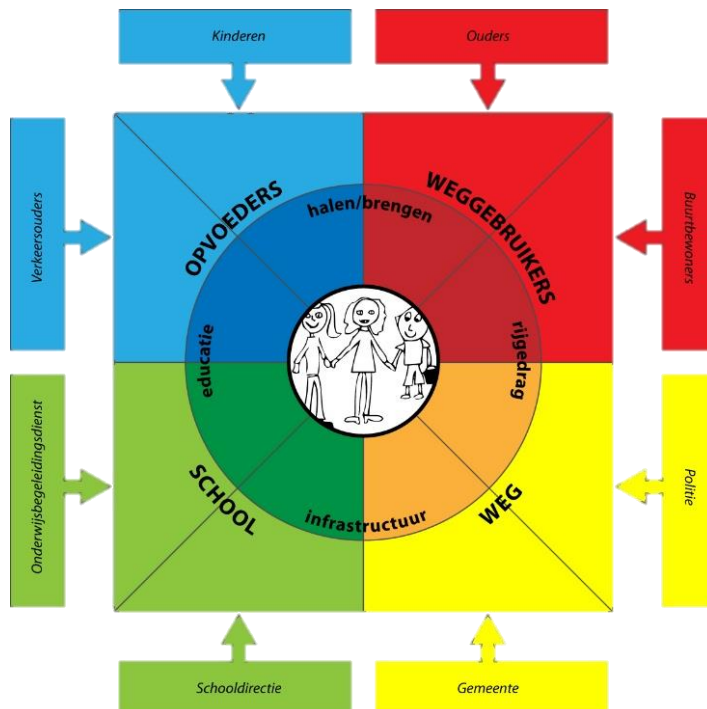 Kinderen
Ouders
Verkeersouders
OPVOEDERS
halen/brengen
WEGGEBRUIKERS
Buurtbewoners
educatie
rijgedrag
Onderwijsbegeleidingsdienst
SCHOOL
infrastructuur
WEG
Politie
Schooldirectie
Gemeente